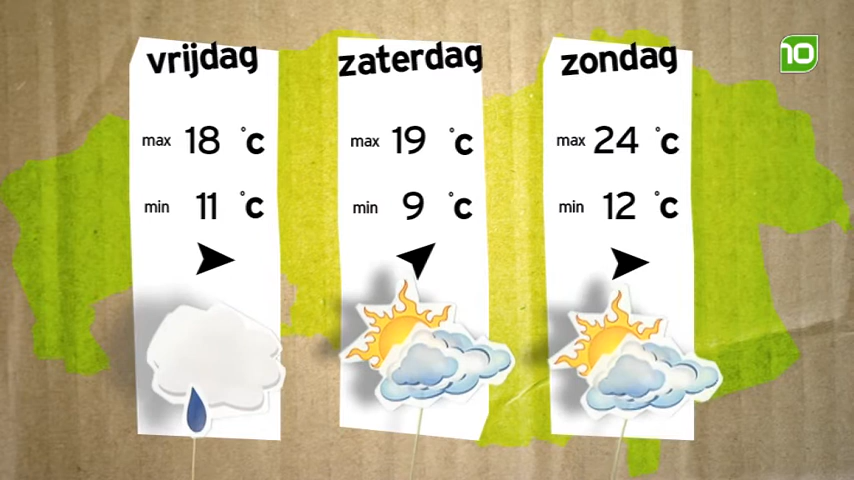 vrijdag
max 18 °c
min 11 °c
zaterdag
max 19 °c
min 9 °c
zondag
max 24 °c
min 12 °c
10